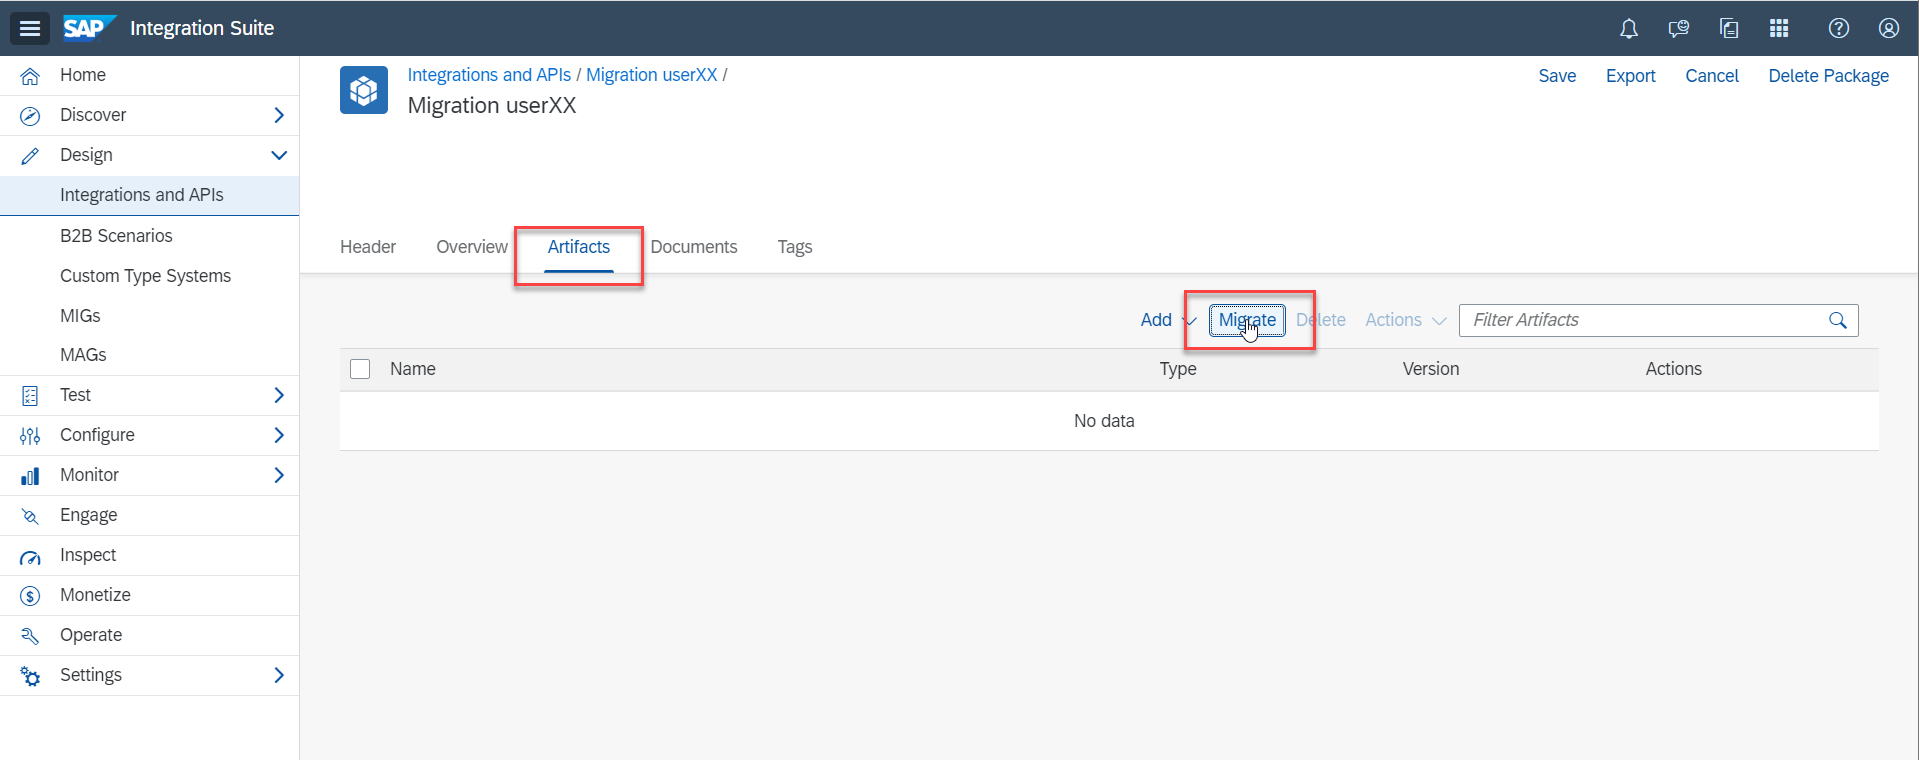 SAP Integration Suite
Home
Discover
Design
Integrations and APIs
B2B Scenarios
Custom Type Systems
MIGs
MAGs
Test
Configure
Monitor
Engage
Inspect
Monetize
Operate
Settings
Integrations and APIs / Migration userXX /
Migration userXX
Save Export Cancel Delete Package
Header Overview Artifacts Documents Tags
Add Migrate Delete Actions Filter Artifacts
Name Type Version Actions
No data